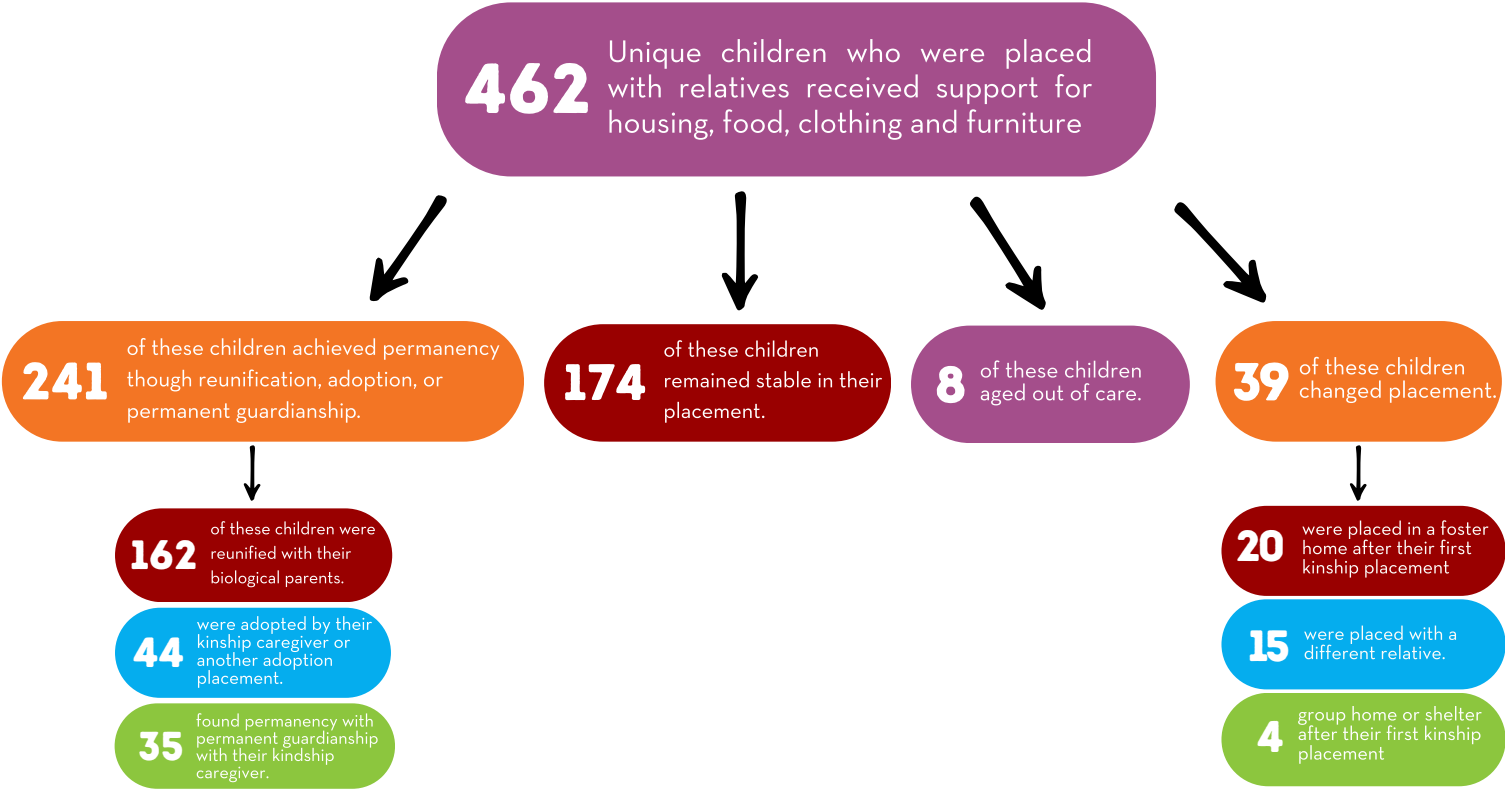 462
Unique children who were placed
with relatives received support for
housing, food, clothing and furniture
241
of these children achieved permanency
though reunification, adoption, or
permanent guardianship.
174
of these children
remained stable in their
placement.
8
of these children
aged out of care.
39
of these children
changed placement.
162
of these children were
reunified with their
biological parents.
44
were adopted by their
kinship caregiver or
another adoption
placement.
35
found permanency with
permanent guardianship
with their kindship
caregiver.
20
were placed in a foster
home after their first
kinship placement
15
were placed with a
different relative.
4
group home or shelter
after their first kinship
placement